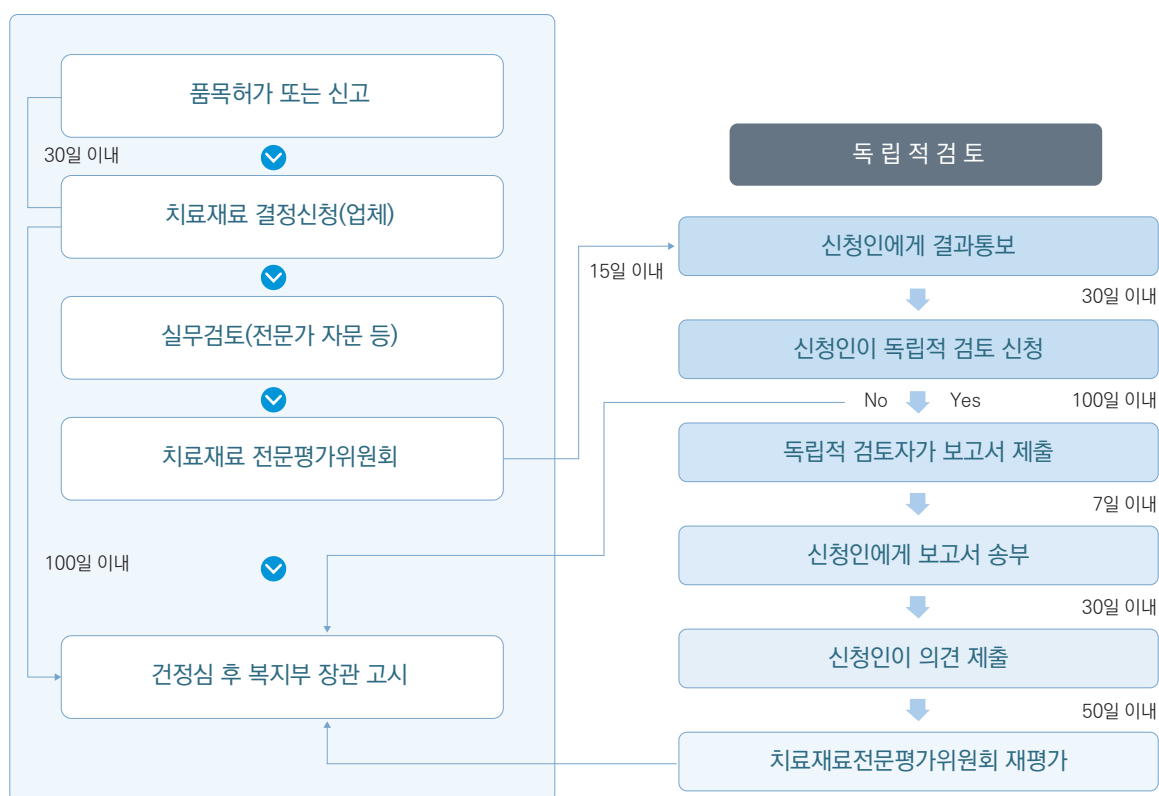 품목허가 또는 신고
30일 이내
치료재료 결정신청(업체)
실무검토(전문가 자문 등)
치료재료 전문평가위원회
100일 이내
건정심 후 복지부 장관 고시
독립적검토
15일 이내
신청인에게 결과통보
30일 이내
신청인이 독립적 검토 신청
No Yes 100일 이내
독립적 검토자가 보고서 제출
7일 이내
신청인에게 보고서 송부
30일 이내
신청인이 의견 제출
50일 이내
치료재료전문평가위원회 재평가